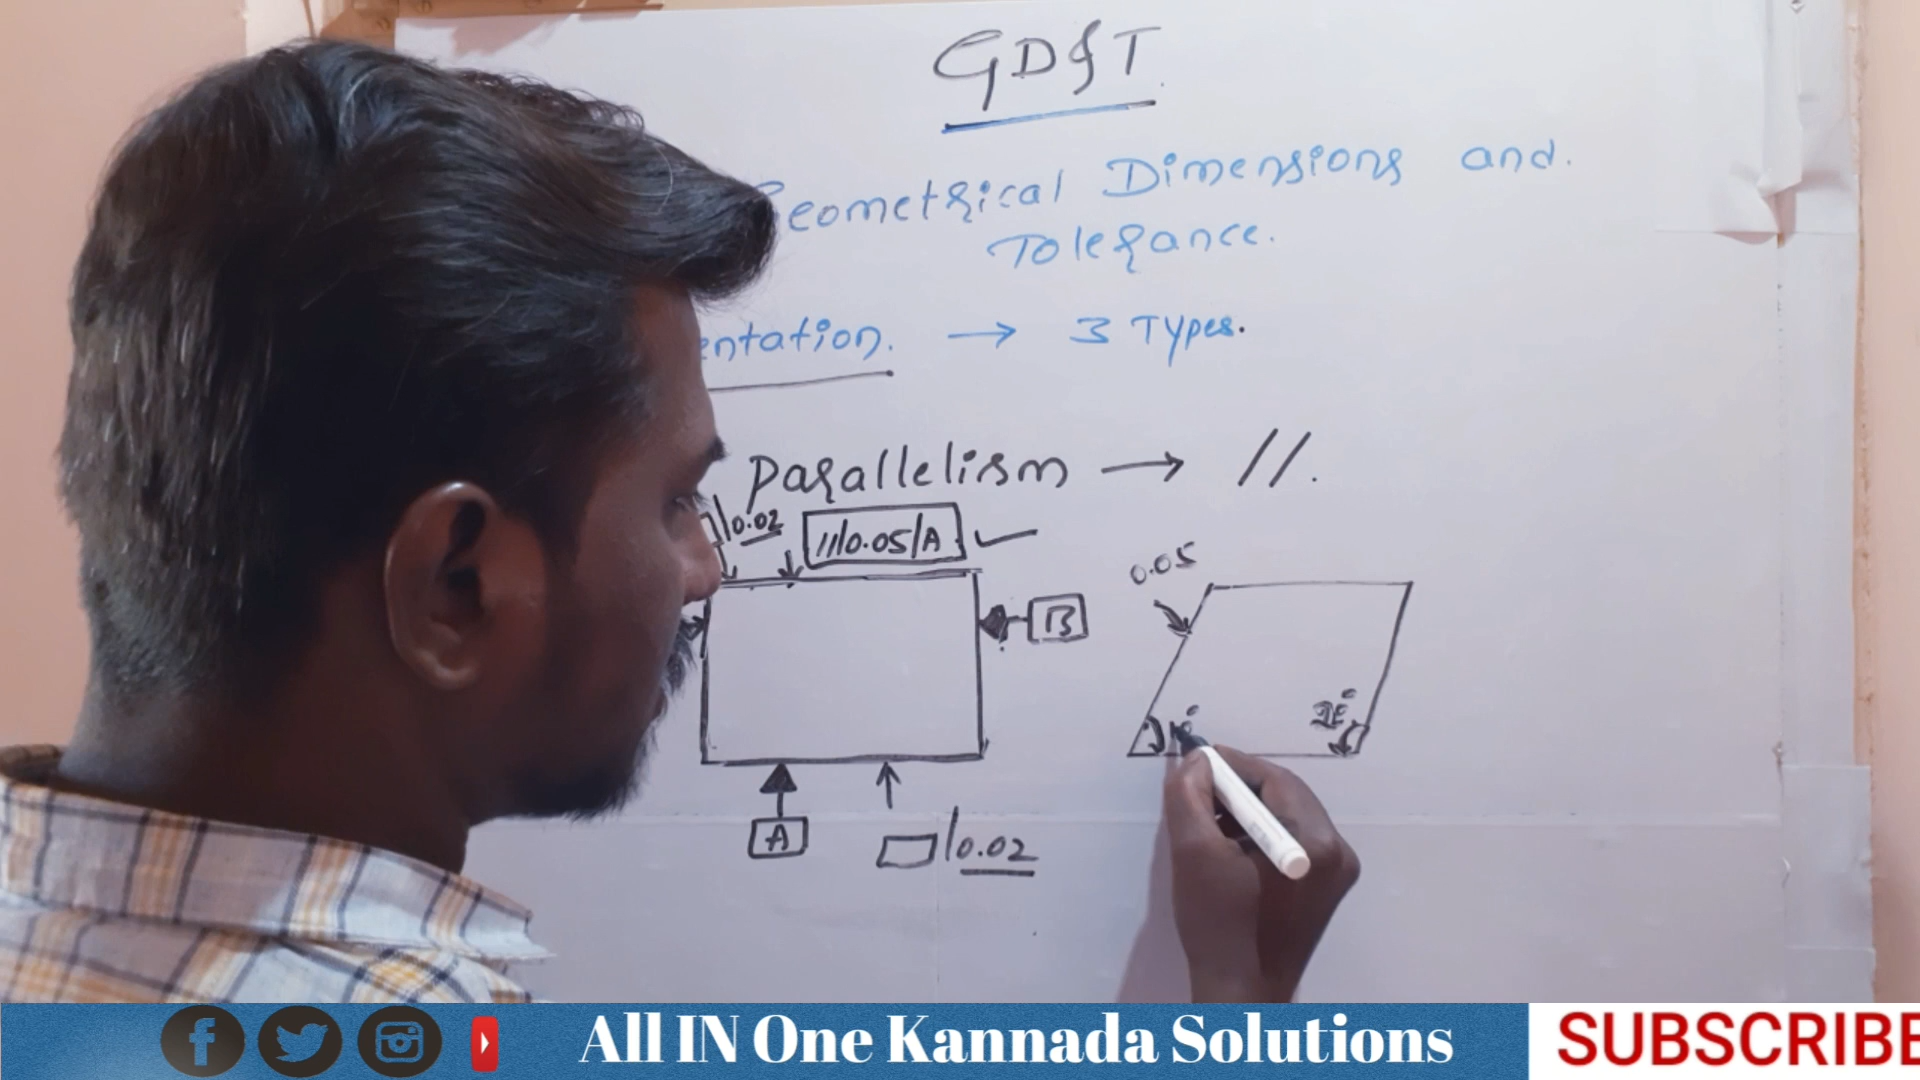 GD&T
Geometrical Dimensions and.
Tolerance.
entation. → 3 Types.
Parallelism → //.
0.02
//|0.05|A
0.05
B
A
0.02
All IN One Kannada Solutions
SUBSCRIBE